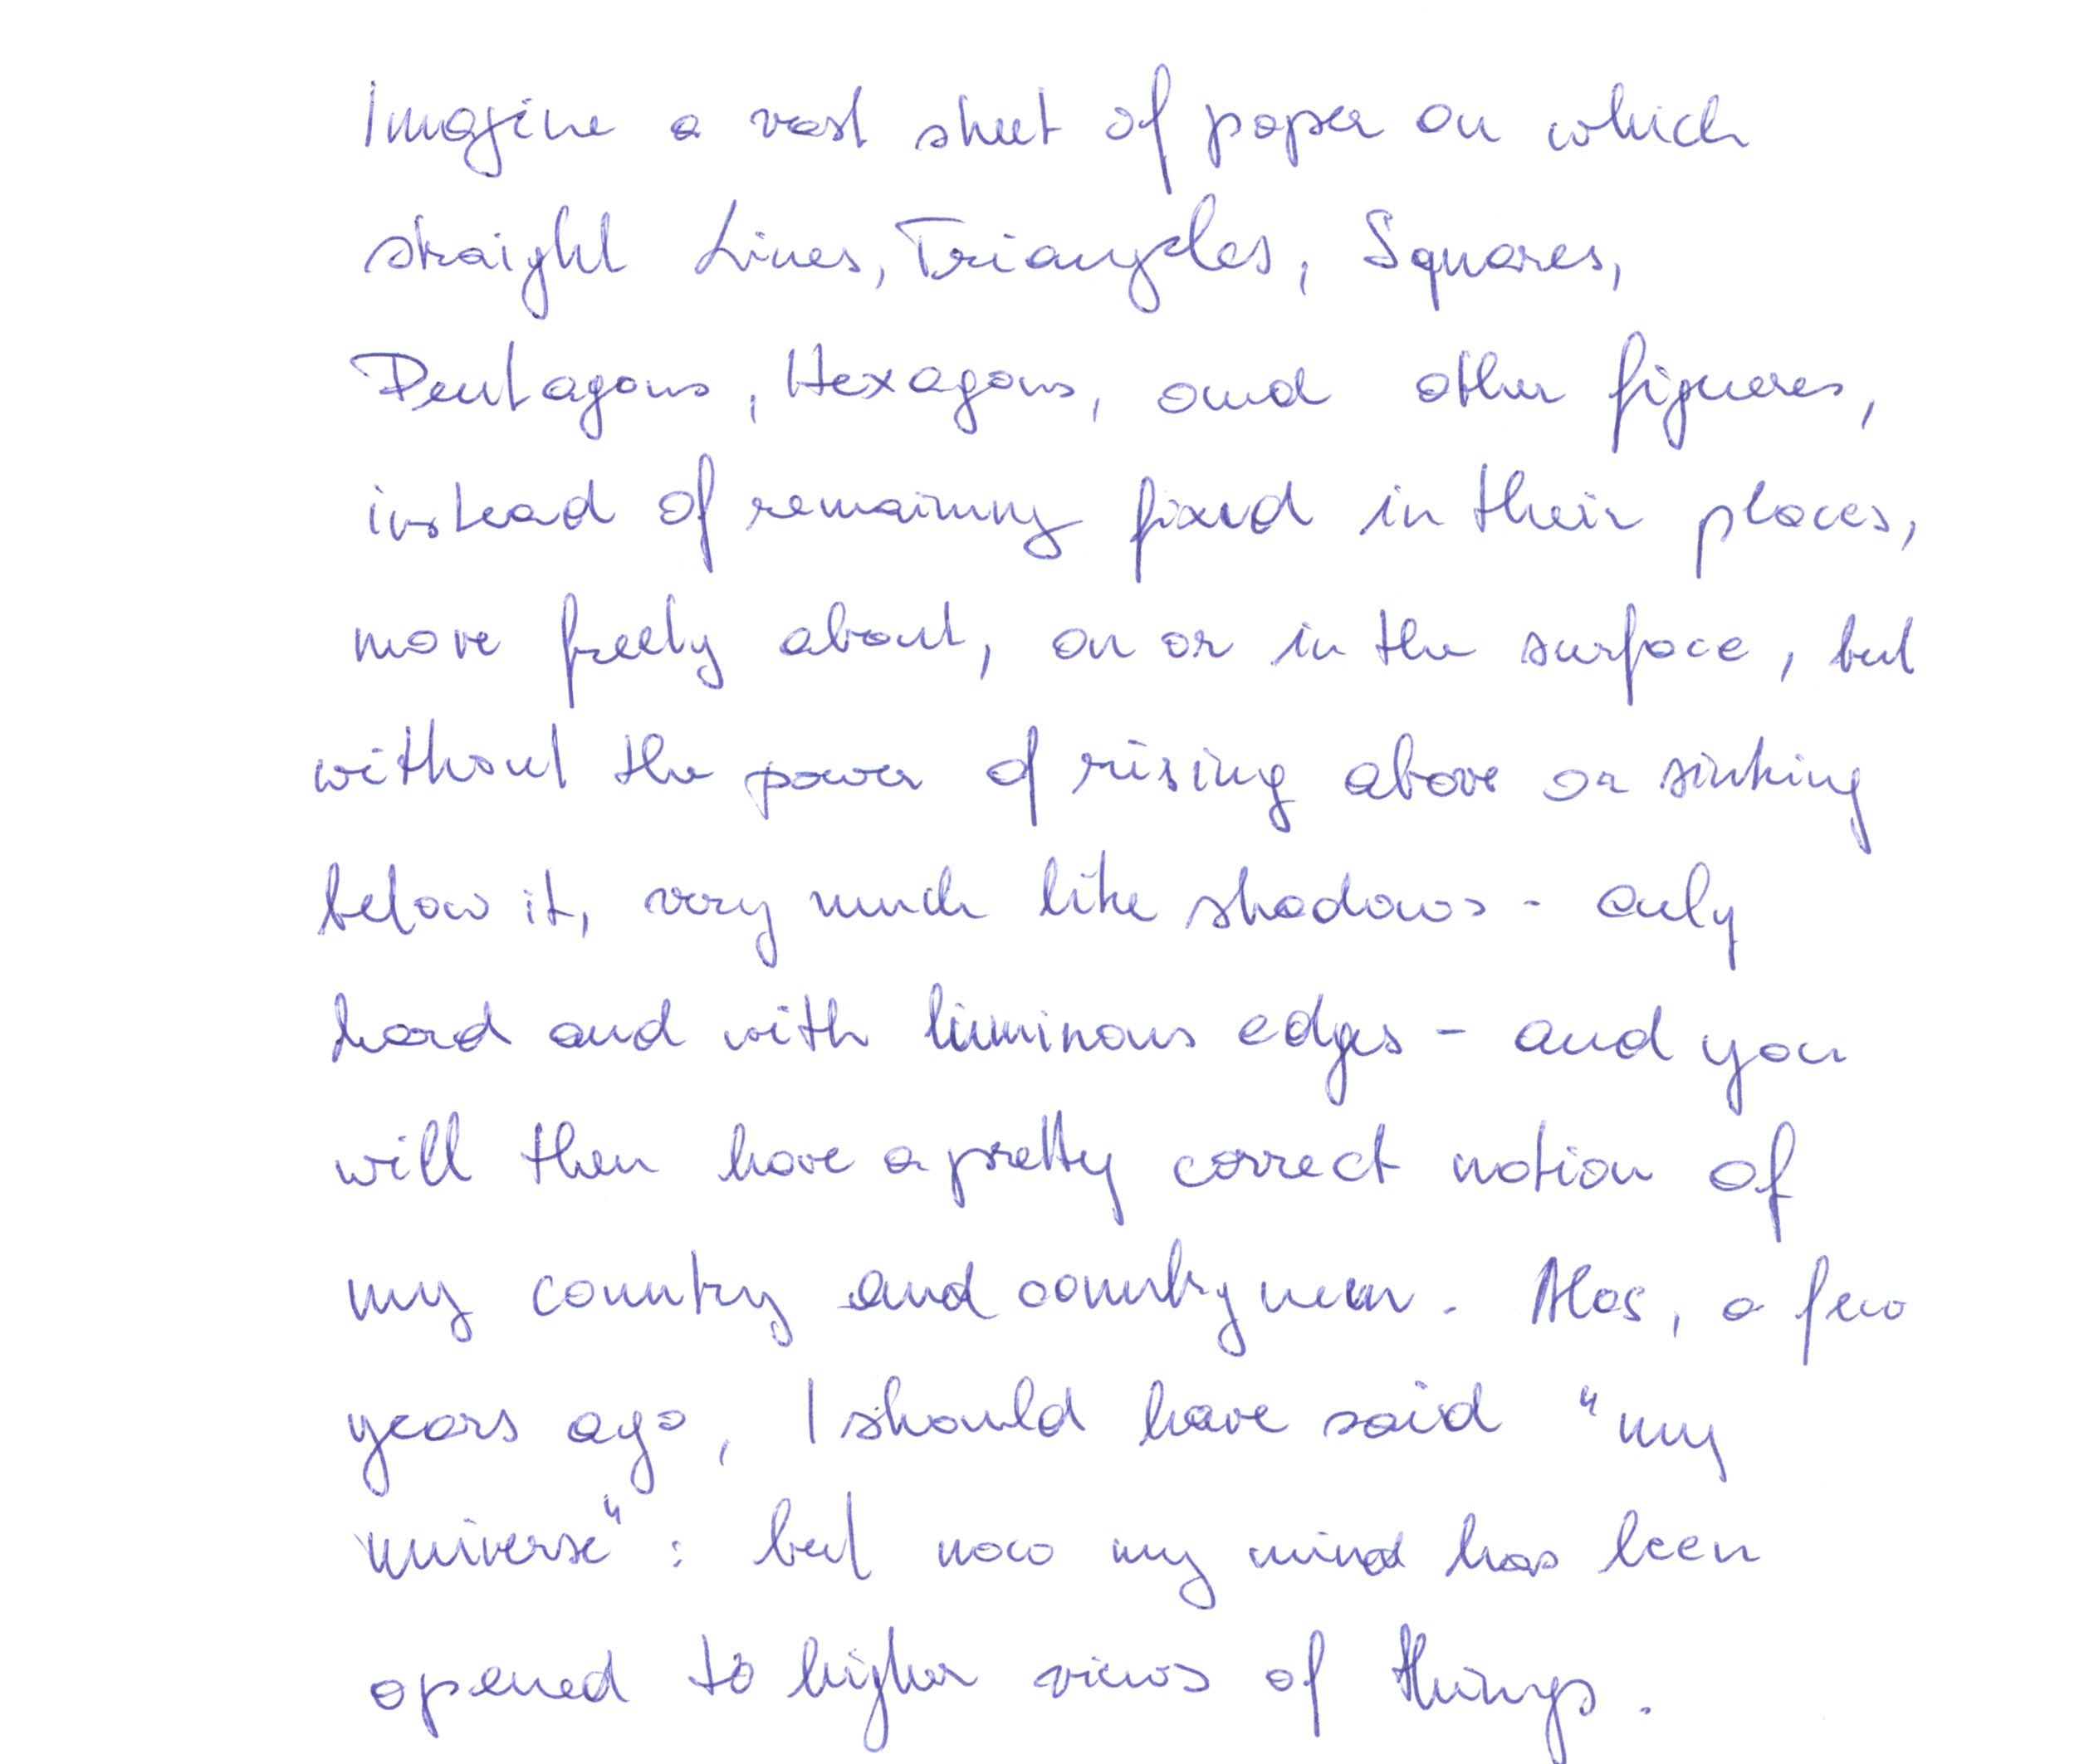 Imagine a vast sheet of paper on which
straight Lines, Triangles, Squares,
Pentagons, Hexagons, and other figures,
instead of remaining fixed in their places,
move freely about, on or in the surface, but
without the power of rising above or sinking
below it, very much like shadows - only
hard and with luminous edges - and you
will then have a pretty correct notion of
my country and countrymen. Alas, a few
years ago, I should have said "my
universe": but now my mind has been
opened to higher views of things.